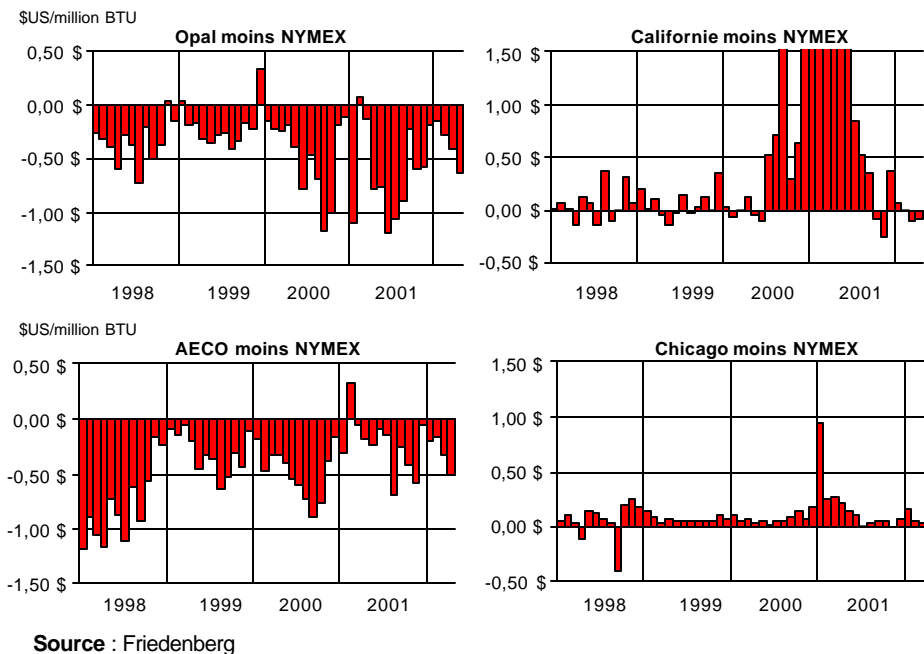 $US/million BTU
Opal moins NYMEX
0,50 $
0,00 $
-0,50 $
-1,00 $
-1,50 $
1998 1999 2000 2001
Californie moins NYMEX
1,50 $
1,00 $
0,50 $
0,00 $
-0,50 $
1998 1999 2000 2001
$US/million BTU
AECO moins NYMEX
0,50 $
0,00 $
-0,50 $
-1,00 $
-1,50 $
1998 1999 2000 2001
Chicago moins NYMEX
1,50 $
1,00 $
0,50 $
0,00 $
-0,50 $
1998 1999 2000 2001
Source : Friedenberg